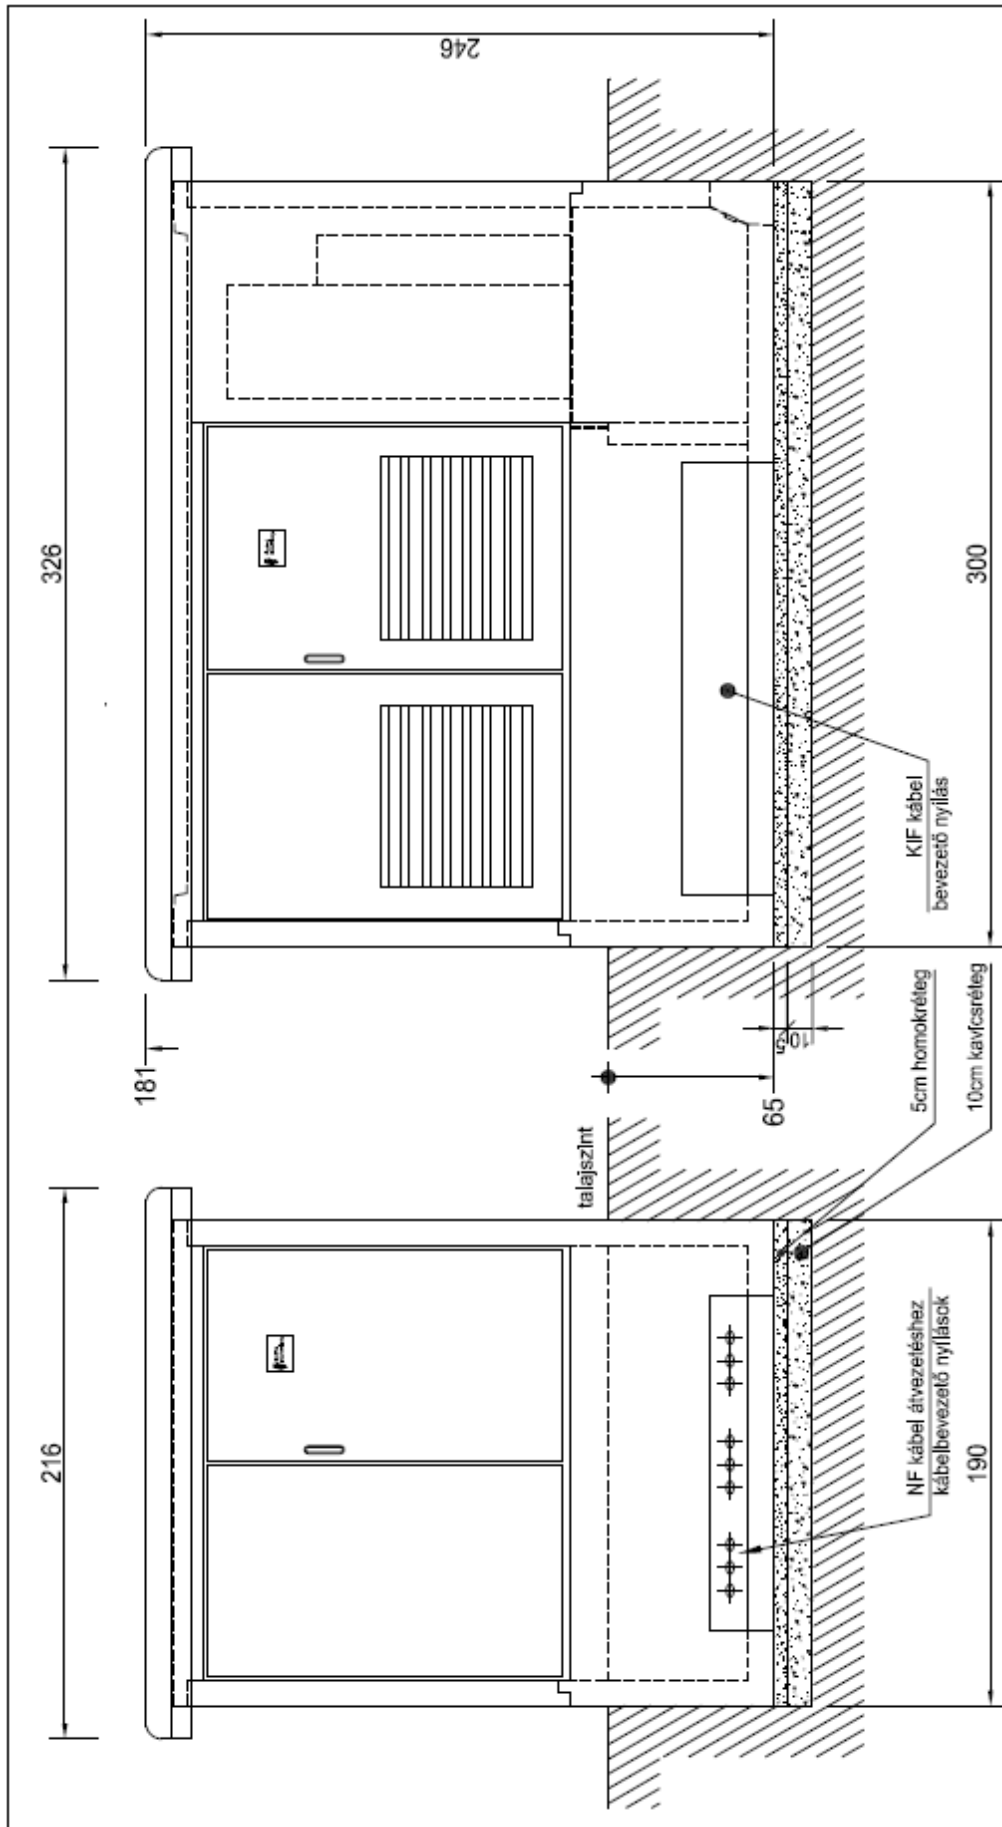 216
326
246
181
talajszint
65
5
10
5cm homokréteg
10cm kavicsréteg
NF kábel átvezetéshez
kábelbevezető nyílások
KIF kábel
bevezető nyílás
190
300